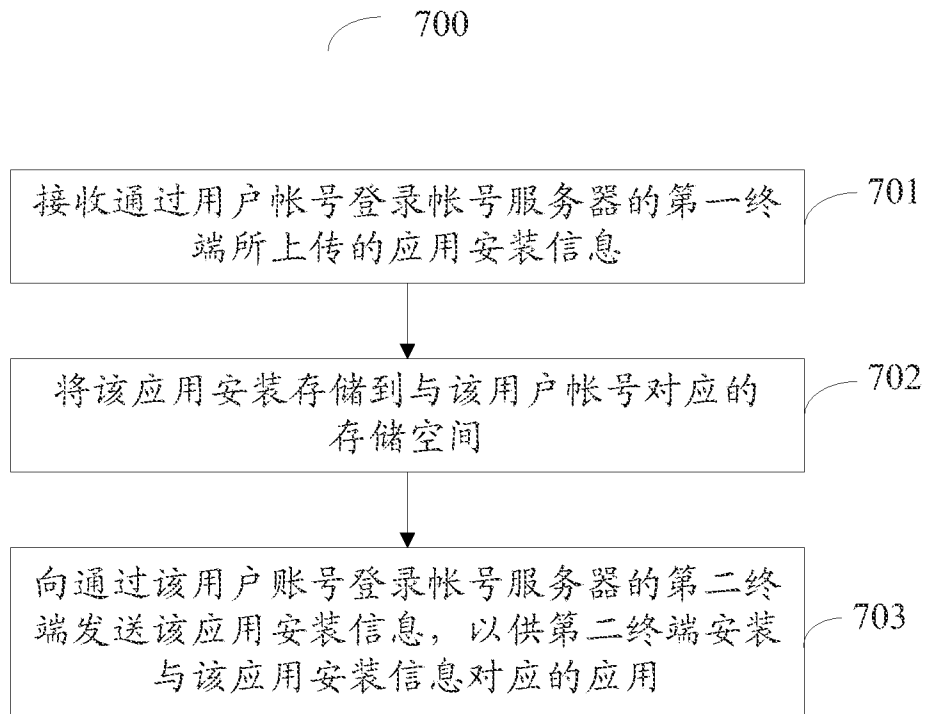 700
接收通过用户帐号登录帐号服务器的第一终
端所上传的应用安装信息
701
将该应用安装存储到与该用户帐号对应的
存储空间
702
向通过该用户账号登录帐号服务器的第二终
端发送该应用安装信息，以供第二终端安装
与该应用安装信息对应的应用
703